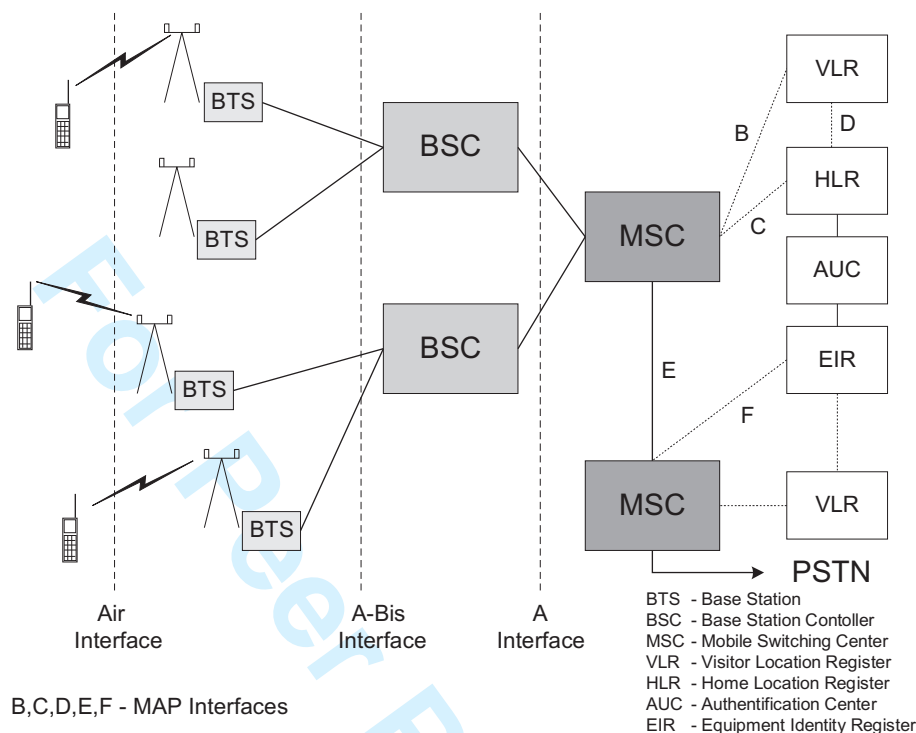 BTS
BSC
VLR
B
D
HLR
BTS
MSC
C
AUC
BSC
EIR
BTS
E
F
BTS
MSC
VLR
PSTN
Air
Interface
A-Bis
Interface
A
Interface
BTS - Base Station
BSC - Base Station Contoller
MSC - Mobile Switching Center
VLR - Visitor Location Register
HLR - Home Location Register
AUC - Authentification Center
EIR - Equipment Identity Register
B,C,D,E,F - MAP Interfaces
For Peer